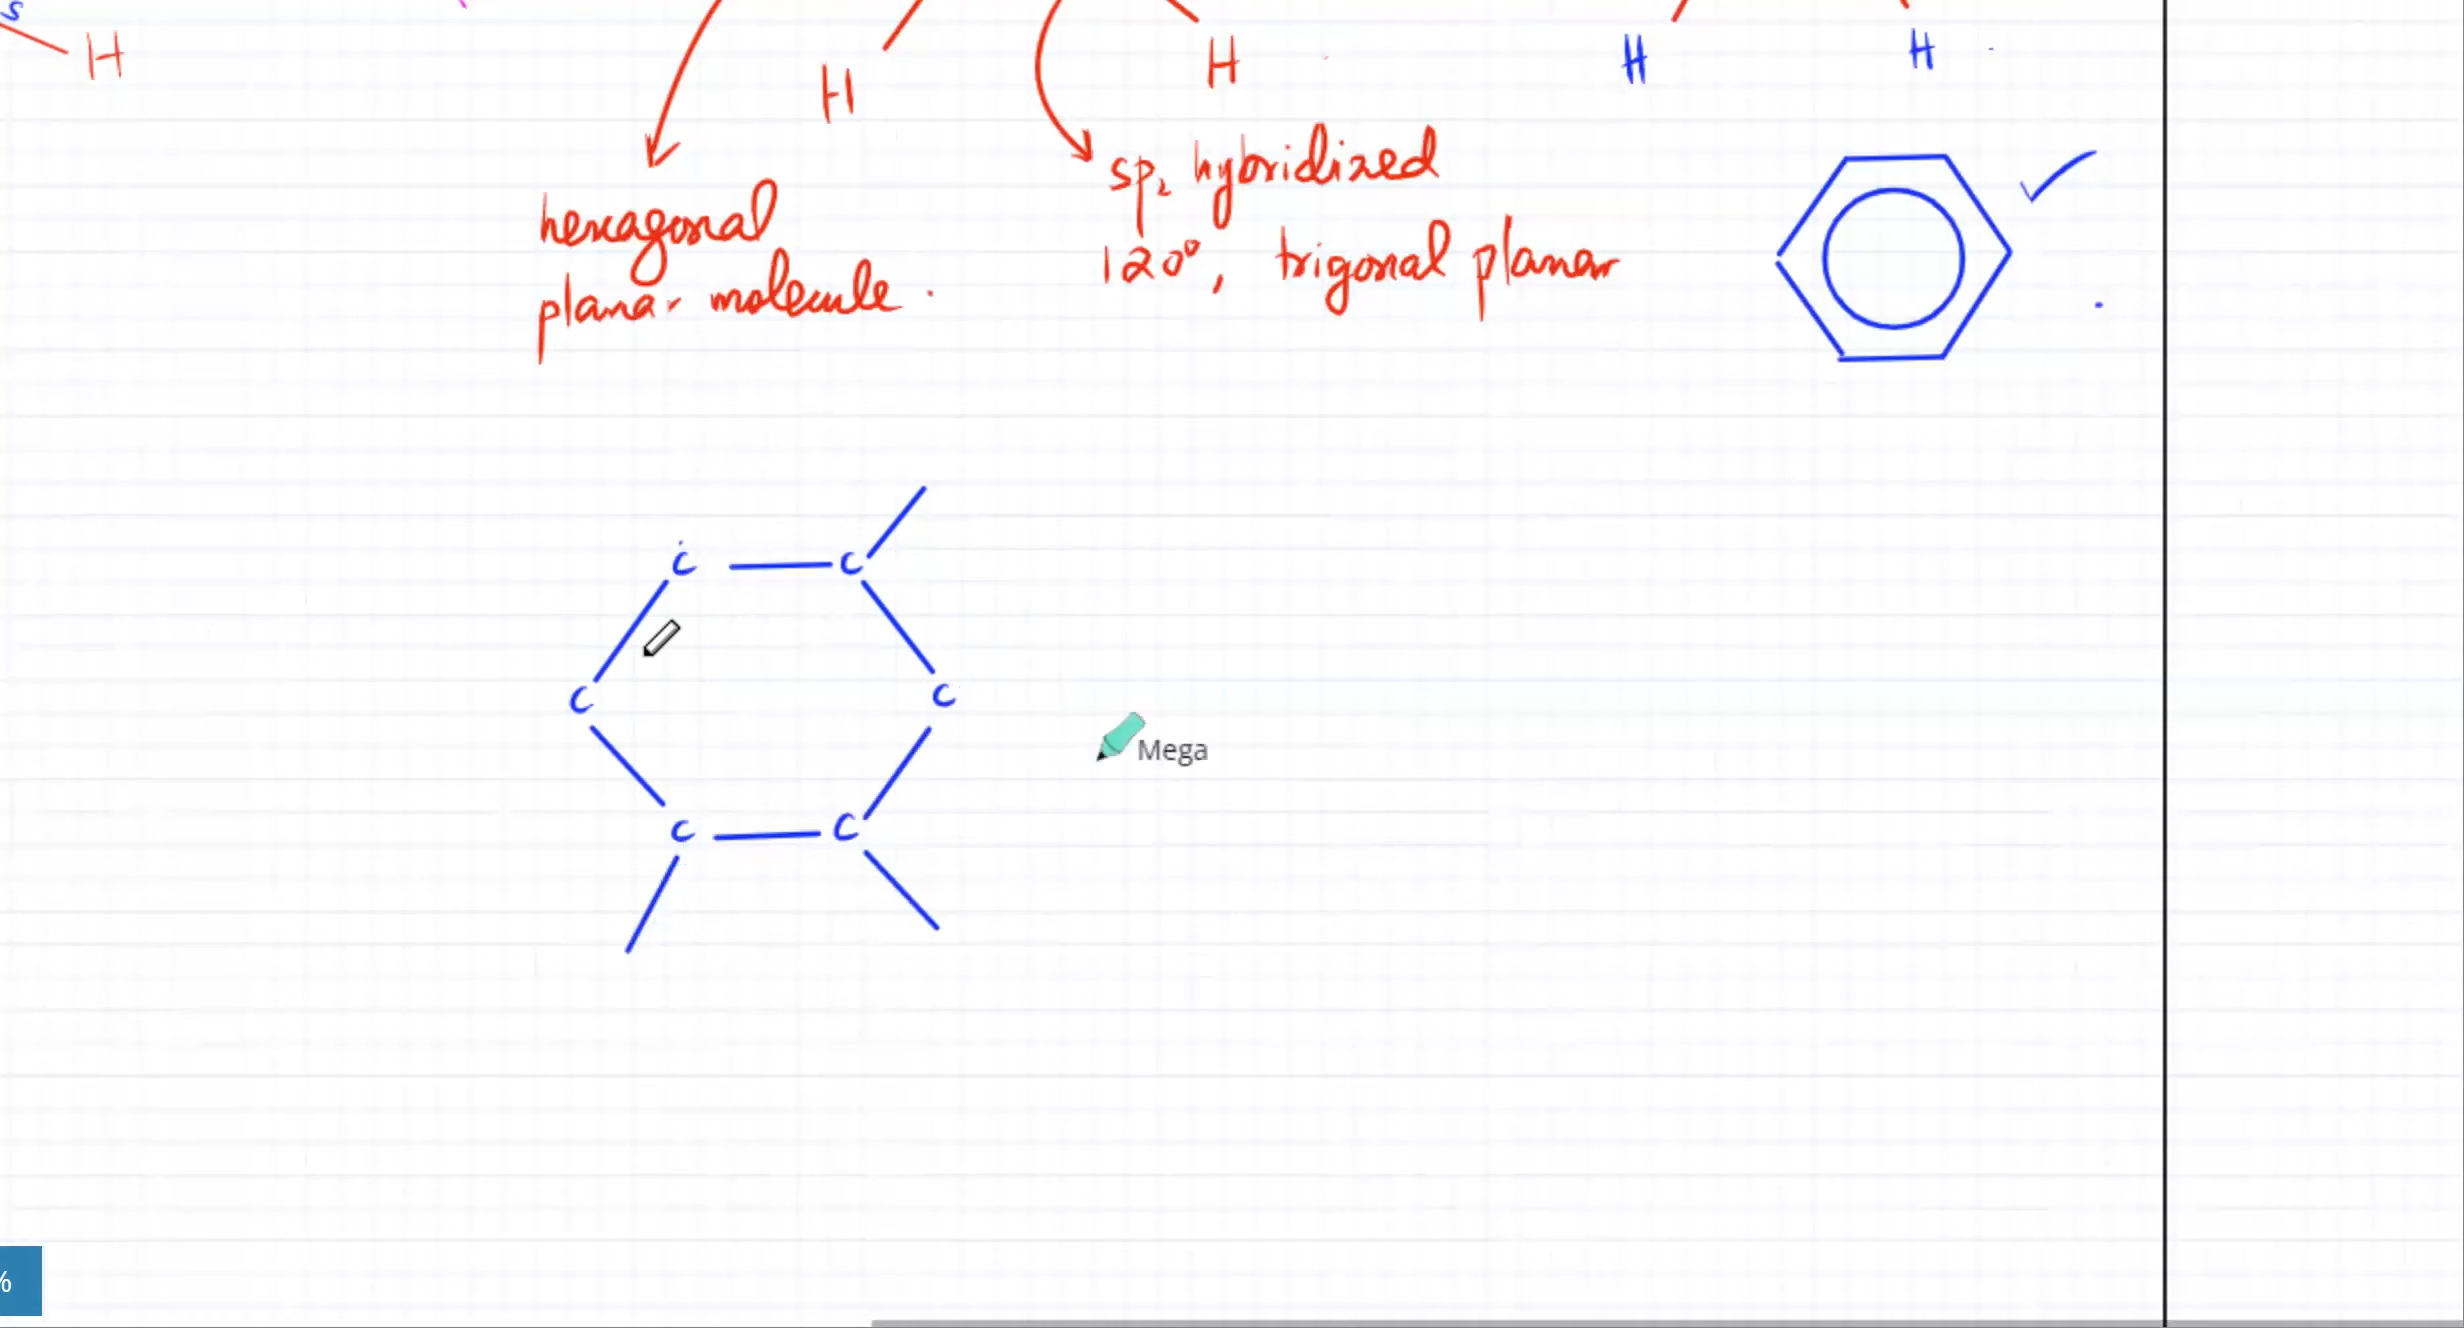 s
H
H
H
H
H
hexagonal
planar molecule.
sp₂ hybridized
120°, trigonal planar
C
C
C
C
C
C
Mega
%